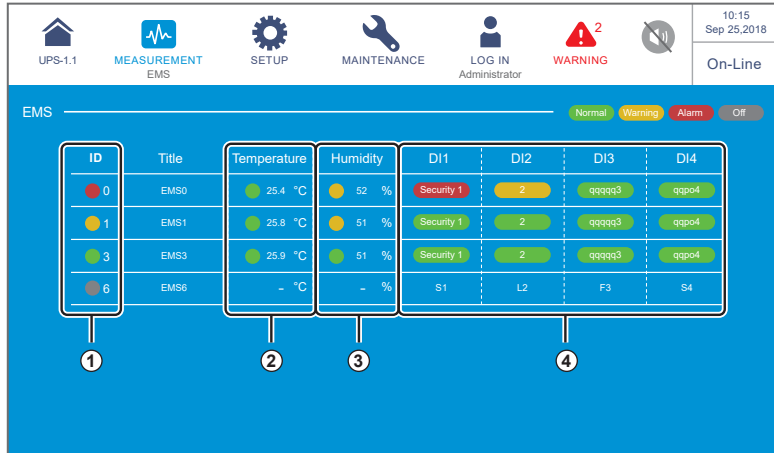 10:15
Sep 25,2018
2
UPS-1.1 MEASUREMENT SETUP MAINTENANCE LOG IN WARNING
EMS Administrator
On-Line
EMS Normal Warning Alarm Off
ID Title Temperature Humidity DI1 DI2 DI3 DI4
0 EMS0 25.4 °C 52 % Security 1 2 qqqqq3 qqpo4
1 EMS1 25.8 °C 51 % Security 1 2 qqqqq3 qqpo4
3 EMS3 25.9 °C 51 % Security 1 2 qqqqq3 qqpo4
6 EMS6 – °C – % S1 L2 F3 S4
1 2 3 4